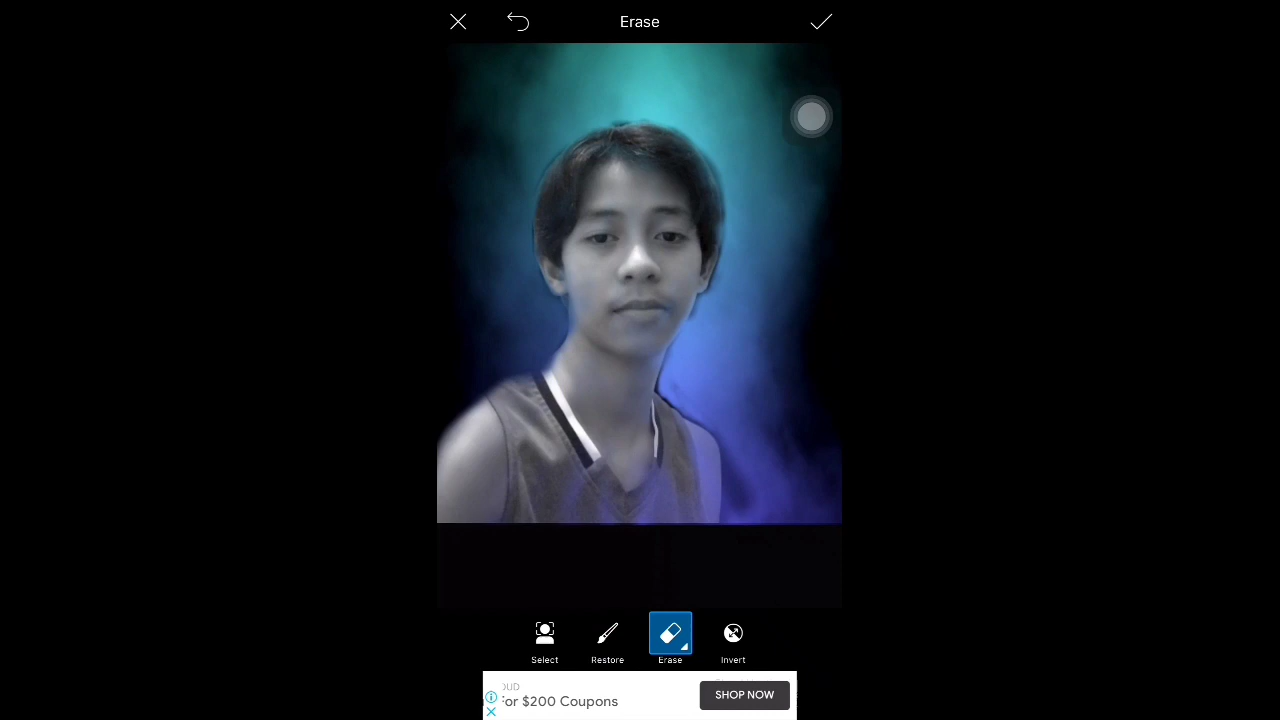 Erase
Select
Restore
Erase
Invert
For $200 Coupons
SHOP NOW